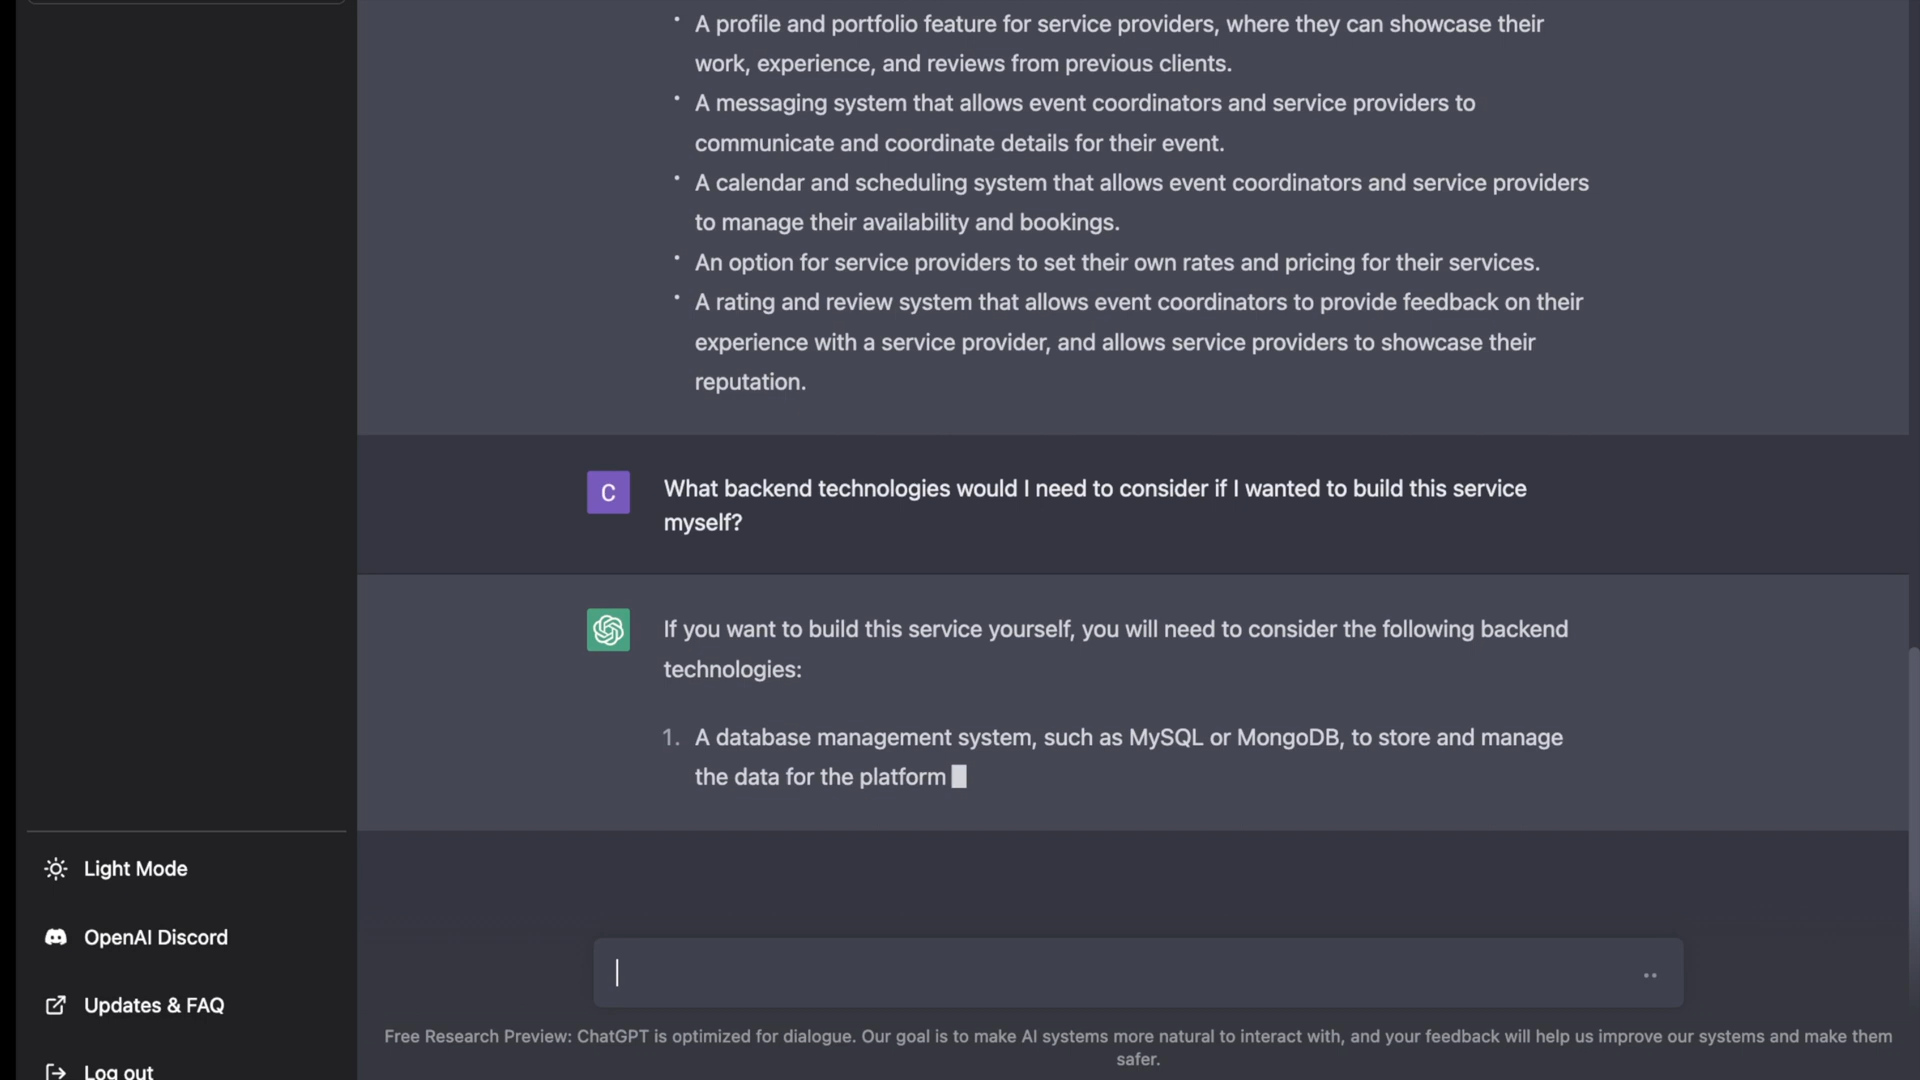 • A profile and portfolio feature for service providers, where they can showcase their
work, experience, and reviews from previous clients.
• A messaging system that allows event coordinators and service providers to
communicate and coordinate details for their event.
• A calendar and scheduling system that allows event coordinators and service providers
to manage their availability and bookings.
• An option for service providers to set their own rates and pricing for their services.
• A rating and review system that allows event coordinators to provide feedback on their
experience with a service provider, and allows service providers to showcase their
reputation.
C
What backend technologies would I need to consider if I wanted to build this service
myself?
If you want to build this service yourself, you will need to consider the following backend
technologies:
1. A database management system, such as MySQL or MongoDB, to store and manage
the data for the platform
Light Mode
OpenAI Discord
Updates & FAQ
Log out
Free Research Preview: ChatGPT is optimized for dialogue. Our goal is to make AI systems more natural to interact with, and your feedback will help us improve our systems and make them
safer.